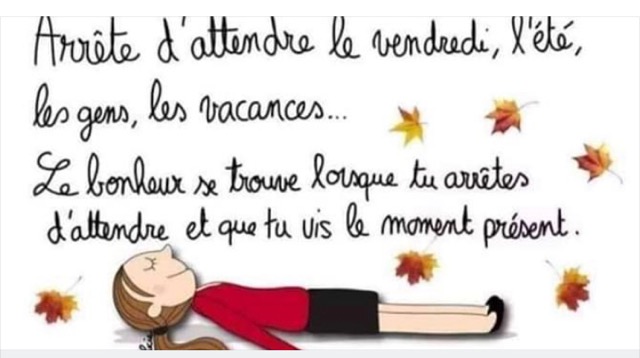 Arrête d'attendre le vendredi, l'été,
les gens, les vacances...
Le bonheur se trouve lorsque tu arrêtes
d'attendre et que tu vis le moment présent.